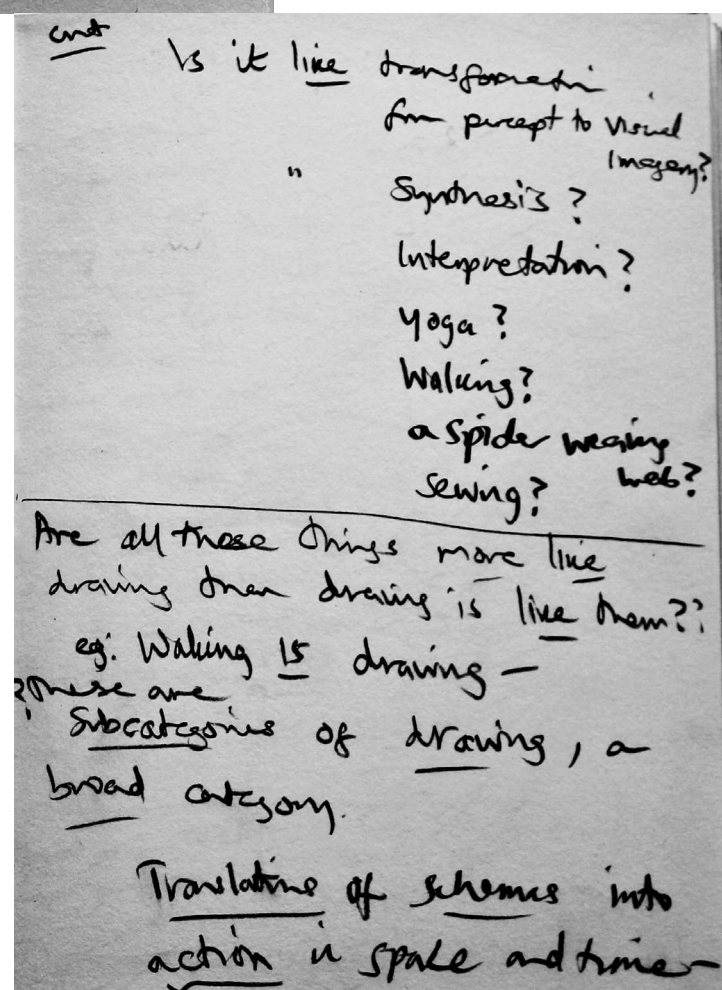 cont
Is it like transformation
from percept to visual
imagery?
" Synthesis?
Interpretation?
Yoga?
Walking?
a spider weaving
web?
Sewing?
Are all these things more like
drawing than drawing is like them??
eg: Walking IS drawing —
? these are
Subcategories of drawing, a
broad category.
Translations of schemas into
action in space and time —